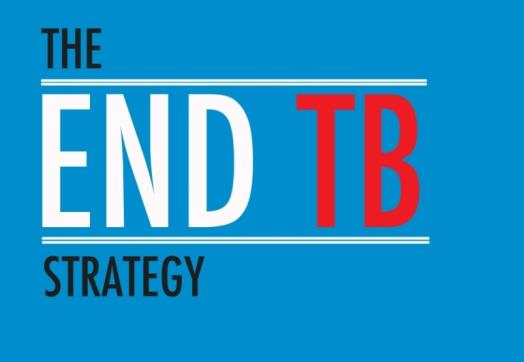 THE
END TB
STRATEGY